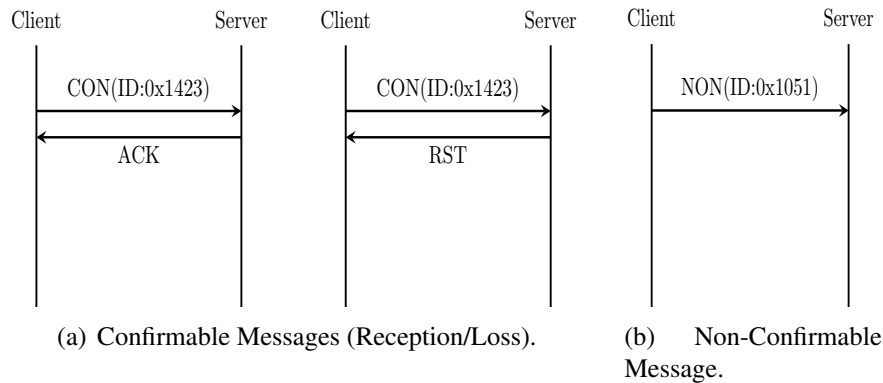 Client Server Client Server Client Server
CON(ID:0x1423) CON(ID:0x1423) NON(ID:0x1051)
ACK RST
(a) Confirmable Messages (Reception/Loss).
(b) Non-Confirmable
Message.